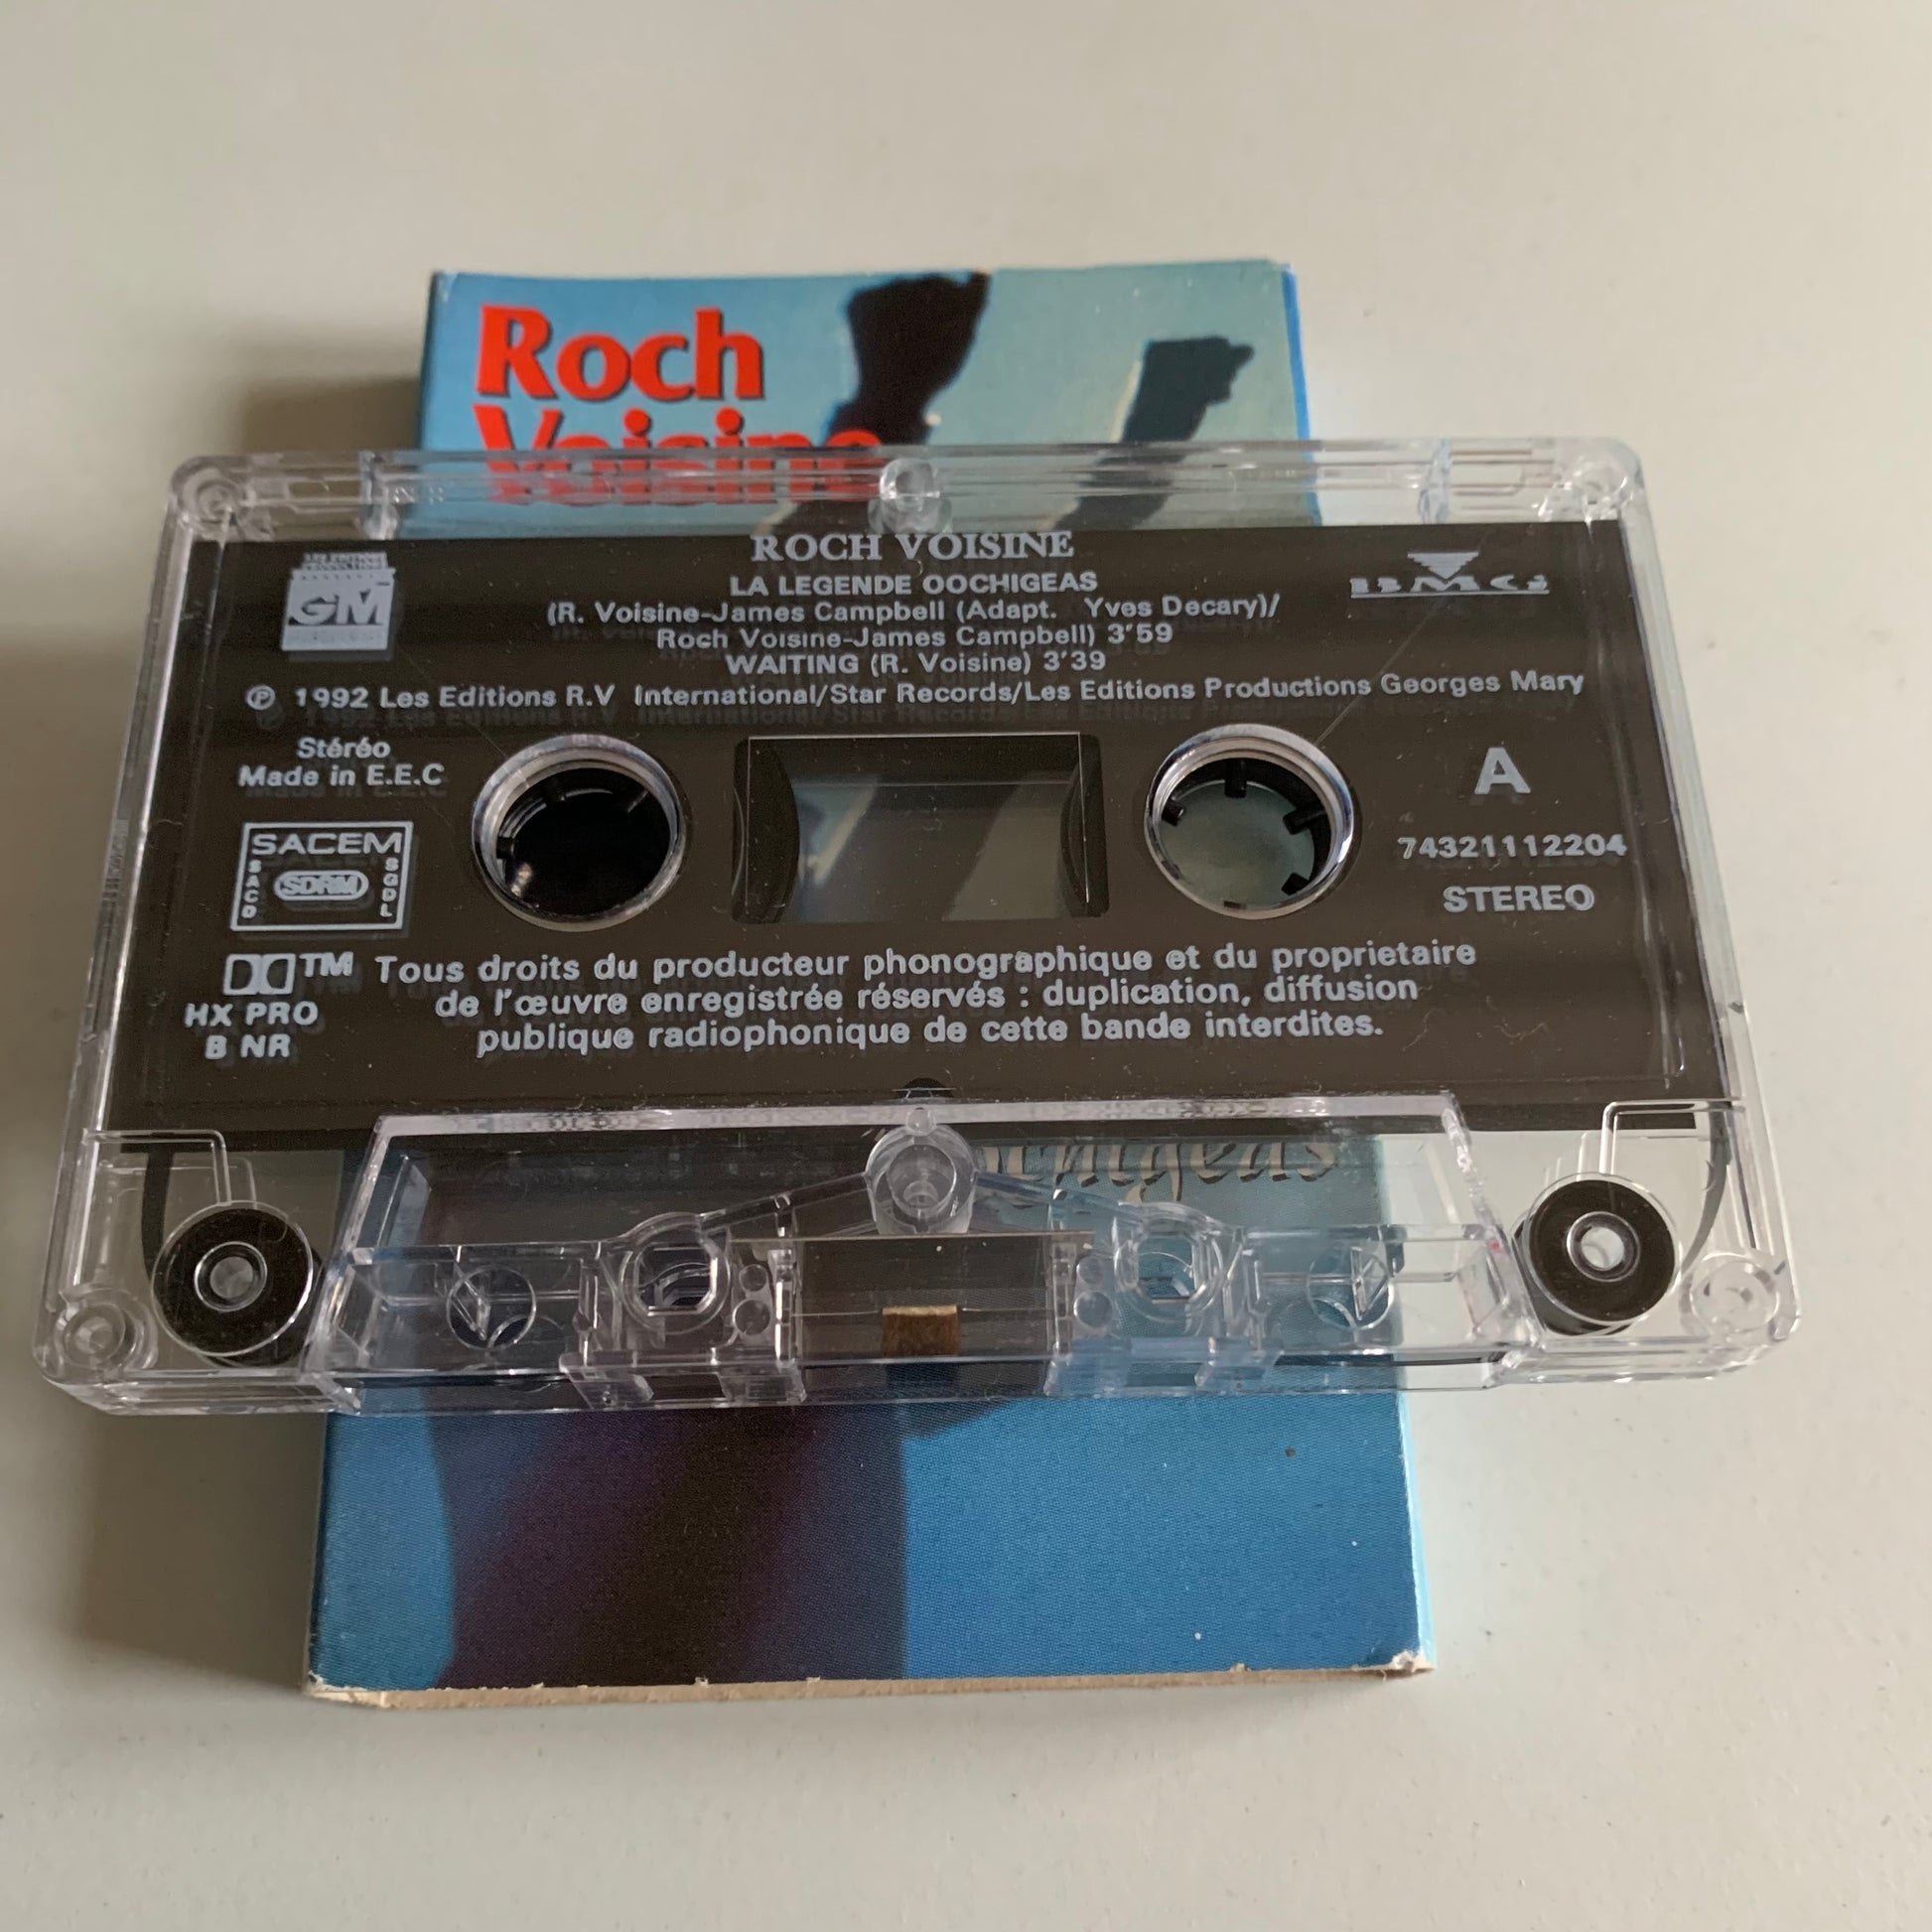 Roch
Voisine
ROCH VOISINE
LA LEGENDE OOCHIGEAS
(R. Voisine-James Campbell (Adapt. Yves Decary)/
Roch Voisine-James Campbell) 3'59
WAITING (R. Voisine) 3'39
℗ 1992 Les Editions R.V International/Star Records/Les Editions Productions Georges Mary
GM
BMG
Stéréo
Made in E.E.C
A
74321112204
STEREO
SACEM
SACD
SDRM
SGDL
TM
HX PRO
B NR
Tous droits du producteur phonographique et du proprietaire
de l'œuvre enregistrée réservés : duplication, diffusion
publique radiophonique de cette bande interdites.